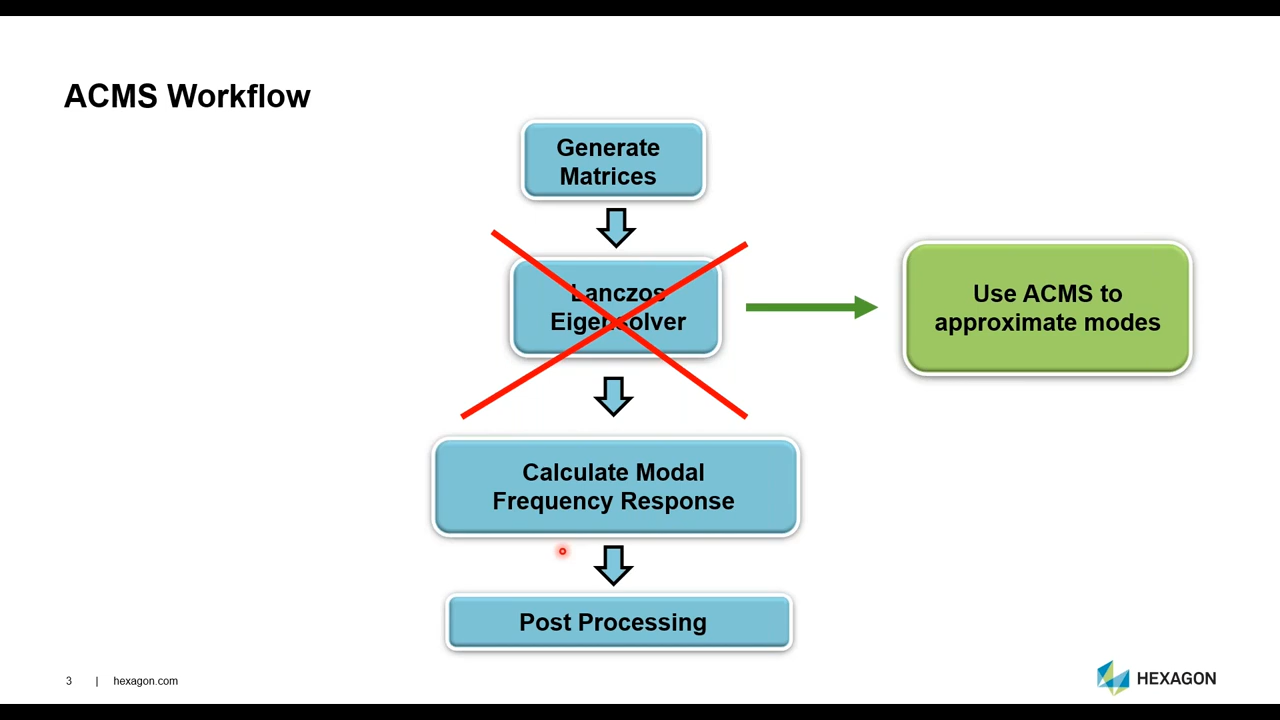 ACMS Workflow
Generate
Matrices
Lanczos
Eigensolver
Use ACMS to
approximate modes
Calculate Modal
Frequency Response
Post Processing
3 | hexagon.com
HEXAGON